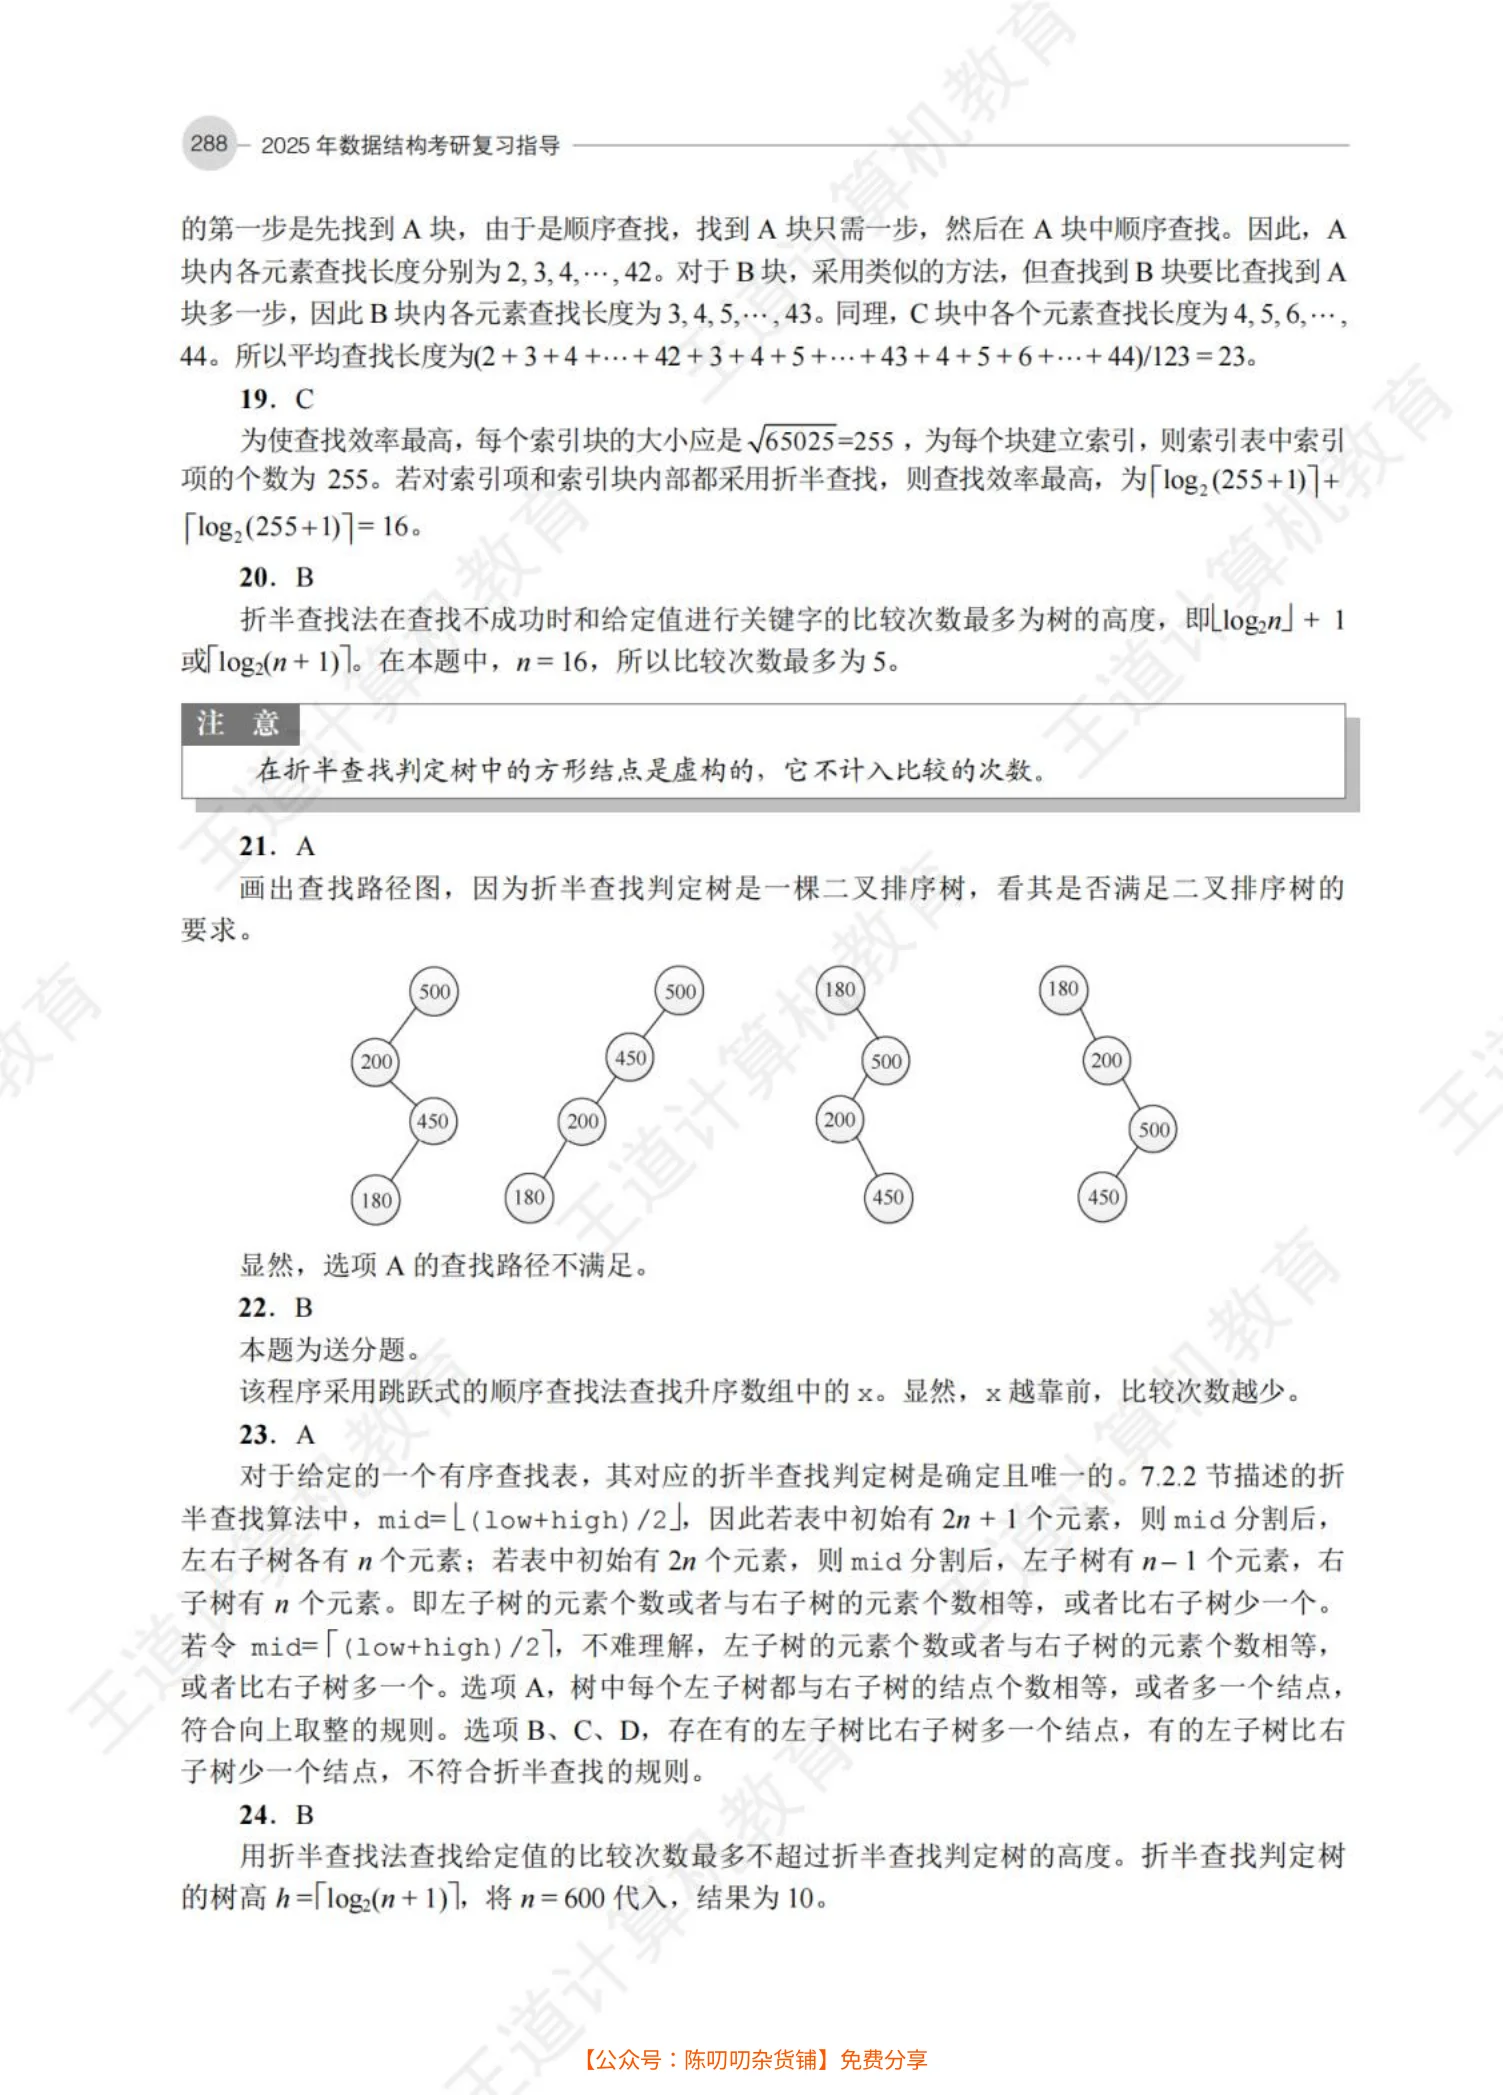 288 2025 年数据结构考研复习指导
的第一步是先找到 A 块，由于是顺序查找，找到 A 块只需一步，然后在 A 块中顺序查找。因此，A
块内各元素查找长度分别为 2, 3, 4,⋯, 42。对于 B 块，采用类似的方法，但查找到 B 块要比查找到 A
块多一步，因此 B 块内各元素查找长度为 3, 4, 5,⋯, 43。同理，C 块中各个元素查找长度为 4, 5, 6,⋯,
44。所以平均查找长度为(2 + 3 + 4 +⋯+ 42 + 3 + 4 + 5 +⋯+ 43 + 4 + 5 + 6 +⋯+ 44)/123 = 23。
19．C
为使查找效率最高，每个索引块的大小应是√65025=255，为每个块建立索引，则索引表中索引
项的个数为 255。若对索引项和索引块内部都采用折半查找，则查找效率最高，为⌈log₂(255+1)⌉+
⌈log₂(255+1)⌉= 16。
20．B
折半查找法在查找不成功时和给定值进行关键字的比较次数最多为树的高度，即⌊log₂n⌋ + 1
或⌈log₂(n + 1)⌉。在本题中，n = 16，所以比较次数最多为 5。
注 意
在折半查找判定树中的方形结点是虚构的，它不计入比较的次数。
21．A
画出查找路径图，因为折半查找判定树是一棵二叉排序树，看其是否满足二叉排序树的
要求。
500 500 180 180
200 450 500 200
450 200 200 500
180 180 450 450
显然，选项 A 的查找路径不满足。
22．B
本题为送分题。
该程序采用跳跃式的顺序查找法查找升序数组中的 x。显然，x 越靠前，比较次数越少。
23．A
对于给定的一个有序查找表，其对应的折半查找判定树是确定且唯一的。7.2.2 节描述的折
半查找算法中，mid=⌊(low+high)/2⌋，因此若表中初始有 2n + 1 个元素，则 mid 分割后，
左右子树各有 n 个元素；若表中初始有 2n 个元素，则 mid 分割后，左子树有 n – 1 个元素，右
子树有 n 个元素。即左子树的元素个数或者与右子树的元素个数相等，或者比右子树少一个。
若令 mid=⌈(low+high)/2⌉，不难理解，左子树的元素个数或者与右子树的元素个数相等，
或者比右子树多一个。选项 A，树中每个左子树都与右子树的结点个数相等，或者多一个结点，
符合向上取整的规则。选项 B、C、D，存在有的左子树比右子树多一个结点，有的左子树比右
子树少一个结点，不符合折半查找的规则。
24．B
用折半查找法查找给定值的比较次数最多不超过折半查找判定树的高度。折半查找判定树
的树高 h =⌈log₂(n + 1)⌉，将 n = 600 代入，结果为 10。
【公众号：陈叨叨杂货铺】免费分享
王道计算机教育